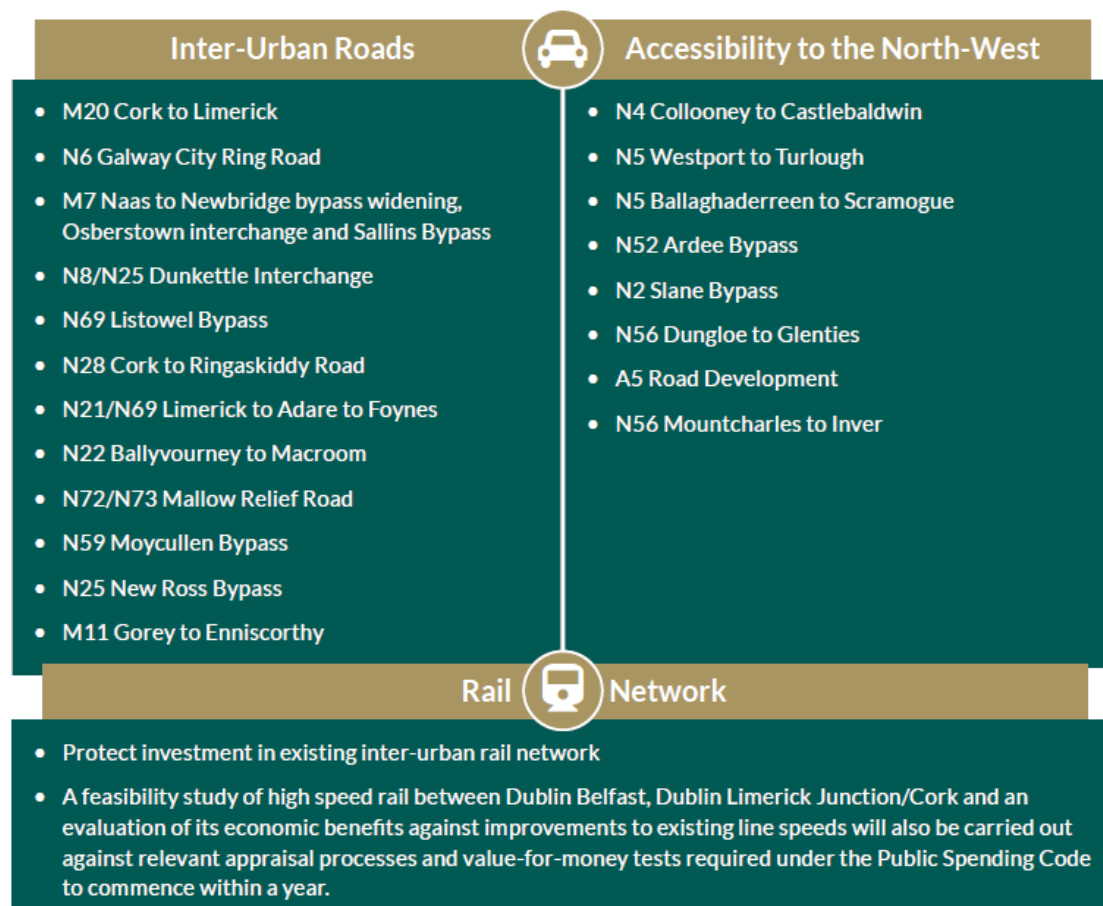 Inter-Urban Roads
• M20 Cork to Limerick
• N6 Galway City Ring Road
• M7 Naas to Newbridge bypass widening,
Osberstown interchange and Sallins Bypass
• N8/N25 Dunkettle Interchange
• N69 Listowel Bypass
• N28 Cork to Ringaskiddy Road
• N21/N69 Limerick to Adare to Foynes
• N22 Ballyvourney to Macroom
• N72/N73 Mallow Relief Road
• N59 Moycullen Bypass
• N25 New Ross Bypass
• M11 Gorey to Enniscorthy
Accessibility to the North-West
• N4 Collooney to Castlebaldwin
• N5 Westport to Turlough
• N5 Ballaghaderreen to Scramogue
• N52 Ardee Bypass
• N2 Slane Bypass
• N56 Dungloe to Glenties
• A5 Road Development
• N56 Mountcharles to Inver
Rail Network
• Protect investment in existing inter-urban rail network
• A feasibility study of high speed rail between Dublin Belfast, Dublin Limerick Junction/Cork and an
evaluation of its economic benefits against improvements to existing line speeds will also be carried out
against relevant appraisal processes and value-for-money tests required under the Public Spending Code
to commence within a year.